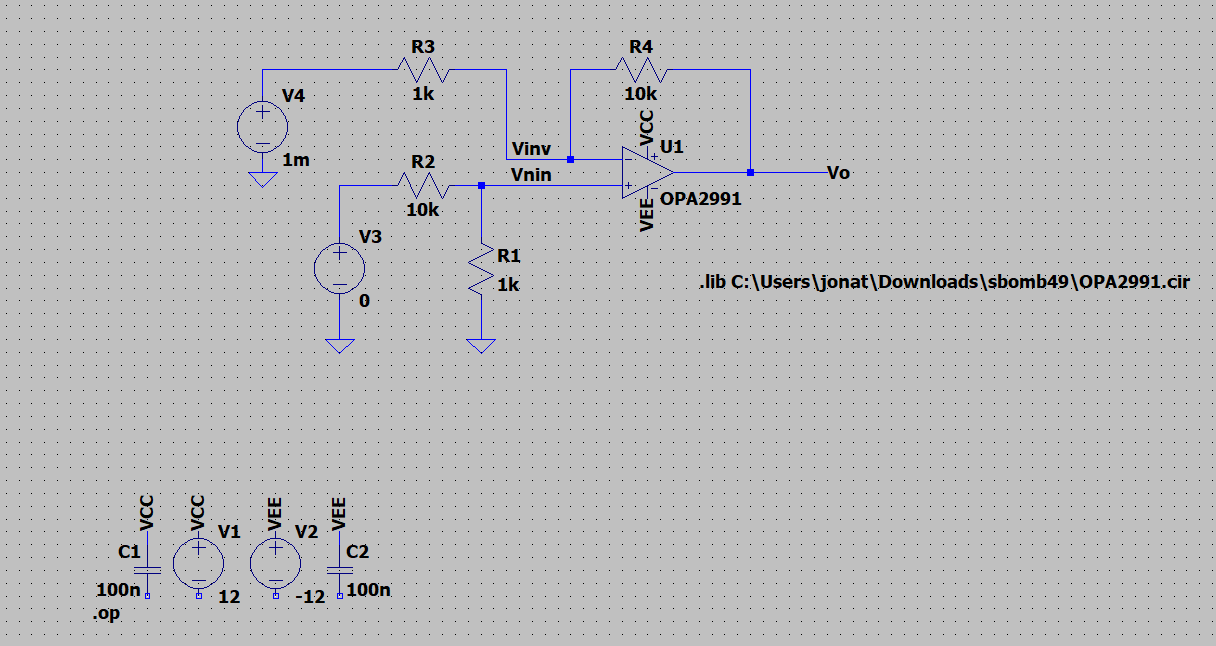 R3
1k
R4
10k
V4
1m
VCC
U1
Vinv
R2
10k
Vnin
Vo
OPA2991
VEE
V3
0
R1
1k
.lib C:\Users\jonat\Downloads\sbomb49\OPA2991.cir
VCC
VCC
VEE
VEE
C1
V1
V2
C2
100n
12
-12
100n
.op